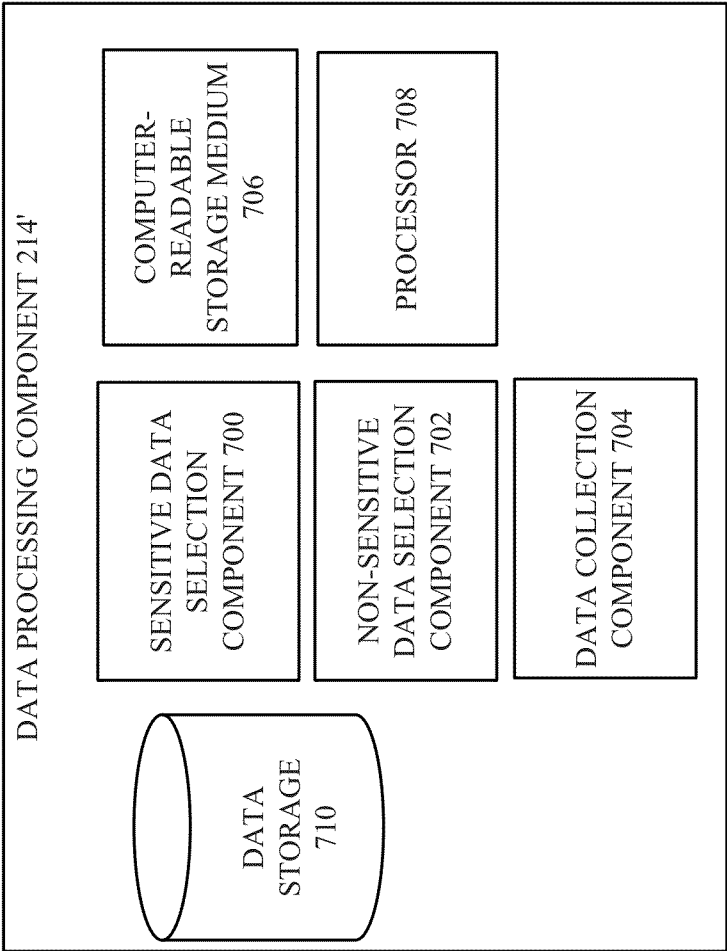 DATA PROCESSING COMPONENT 214'
DATA
STORAGE
710
SENSITIVE DATA
SELECTION
COMPONENT 700
NON-SENSITIVE
DATA SELECTION
COMPONENT 702
DATA COLLECTION
COMPONENT 704
COMPUTER-
READABLE
STORAGE MEDIUM
706
PROCESSOR 708